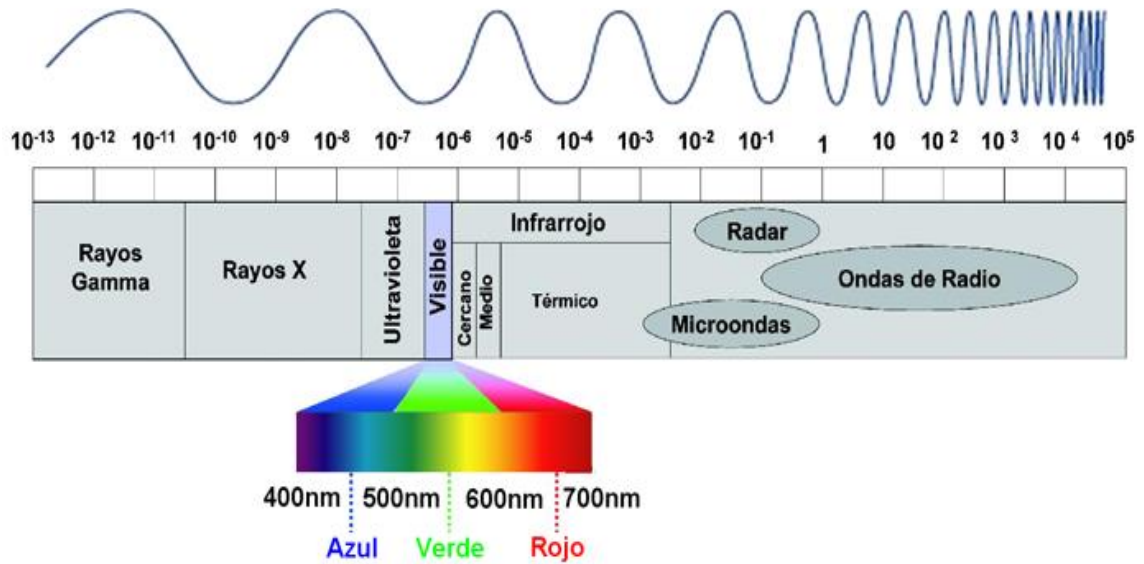 10-13 10-12 10-11 10-10 10-9 10-8 10-7 10-6 10-5 10-4 10-3 10-2 10-1 1 10 10 2 10 3 10 4 10 5
Rayos
Gamma
Rayos X
Ultravioleta
Visible
Infrarrojo
Cercano
Medio
Térmico
Radar
Ondas de Radio
Microondas
400nm 500nm 600nm 700nm
Azul Verde Rojo